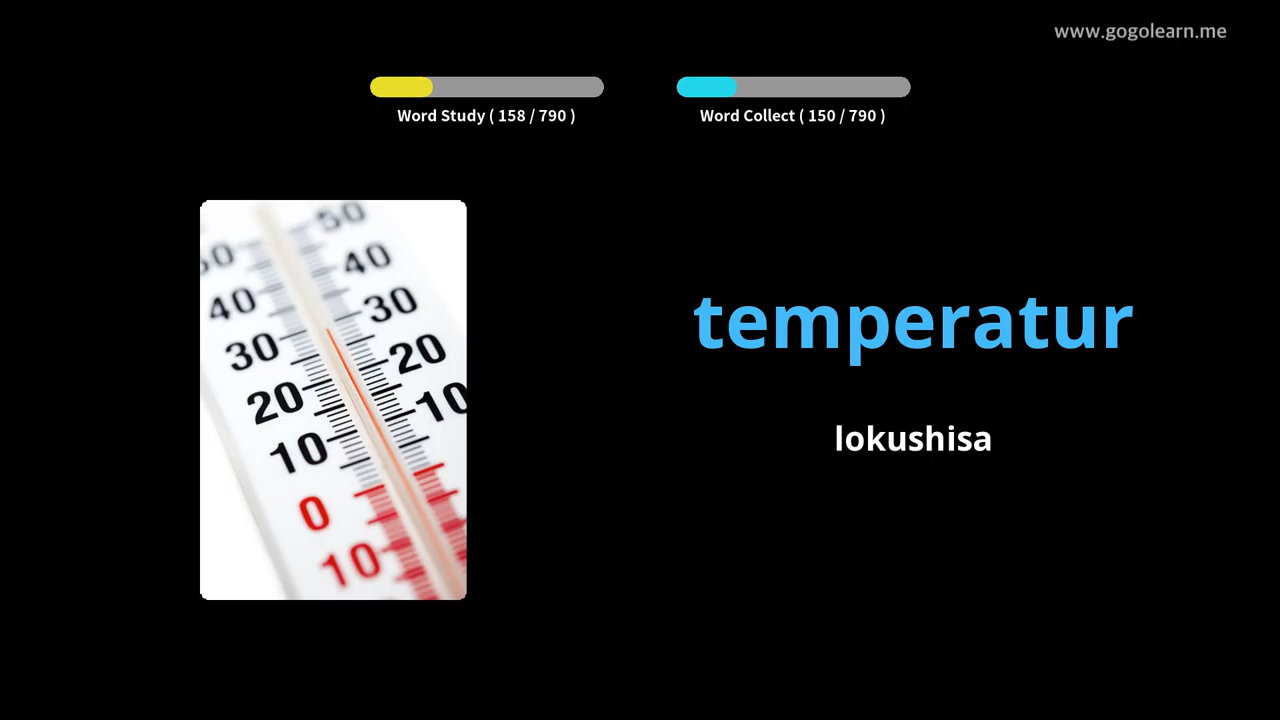 www.gogolearn.me
Word Study ( 158 / 790 )
Word Collect ( 150 / 790 )
50
50
40
40
30
30
20
20
10
10
0
10
temperatur
lokushisa